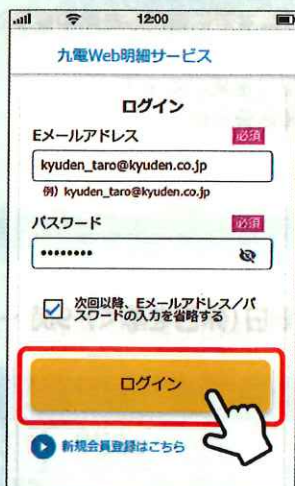 12:00
九電Web明細サービス
ログイン
Eメールアドレス 必須
kyuden_taro@kyuden.co.jp
例）kyuden_taro@kyuden.co.jp
パスワード 必須
••••••••
次回以降、Eメールアドレス／パ
スワードの入力を省略する
ログイン
新規会員登録はこちら